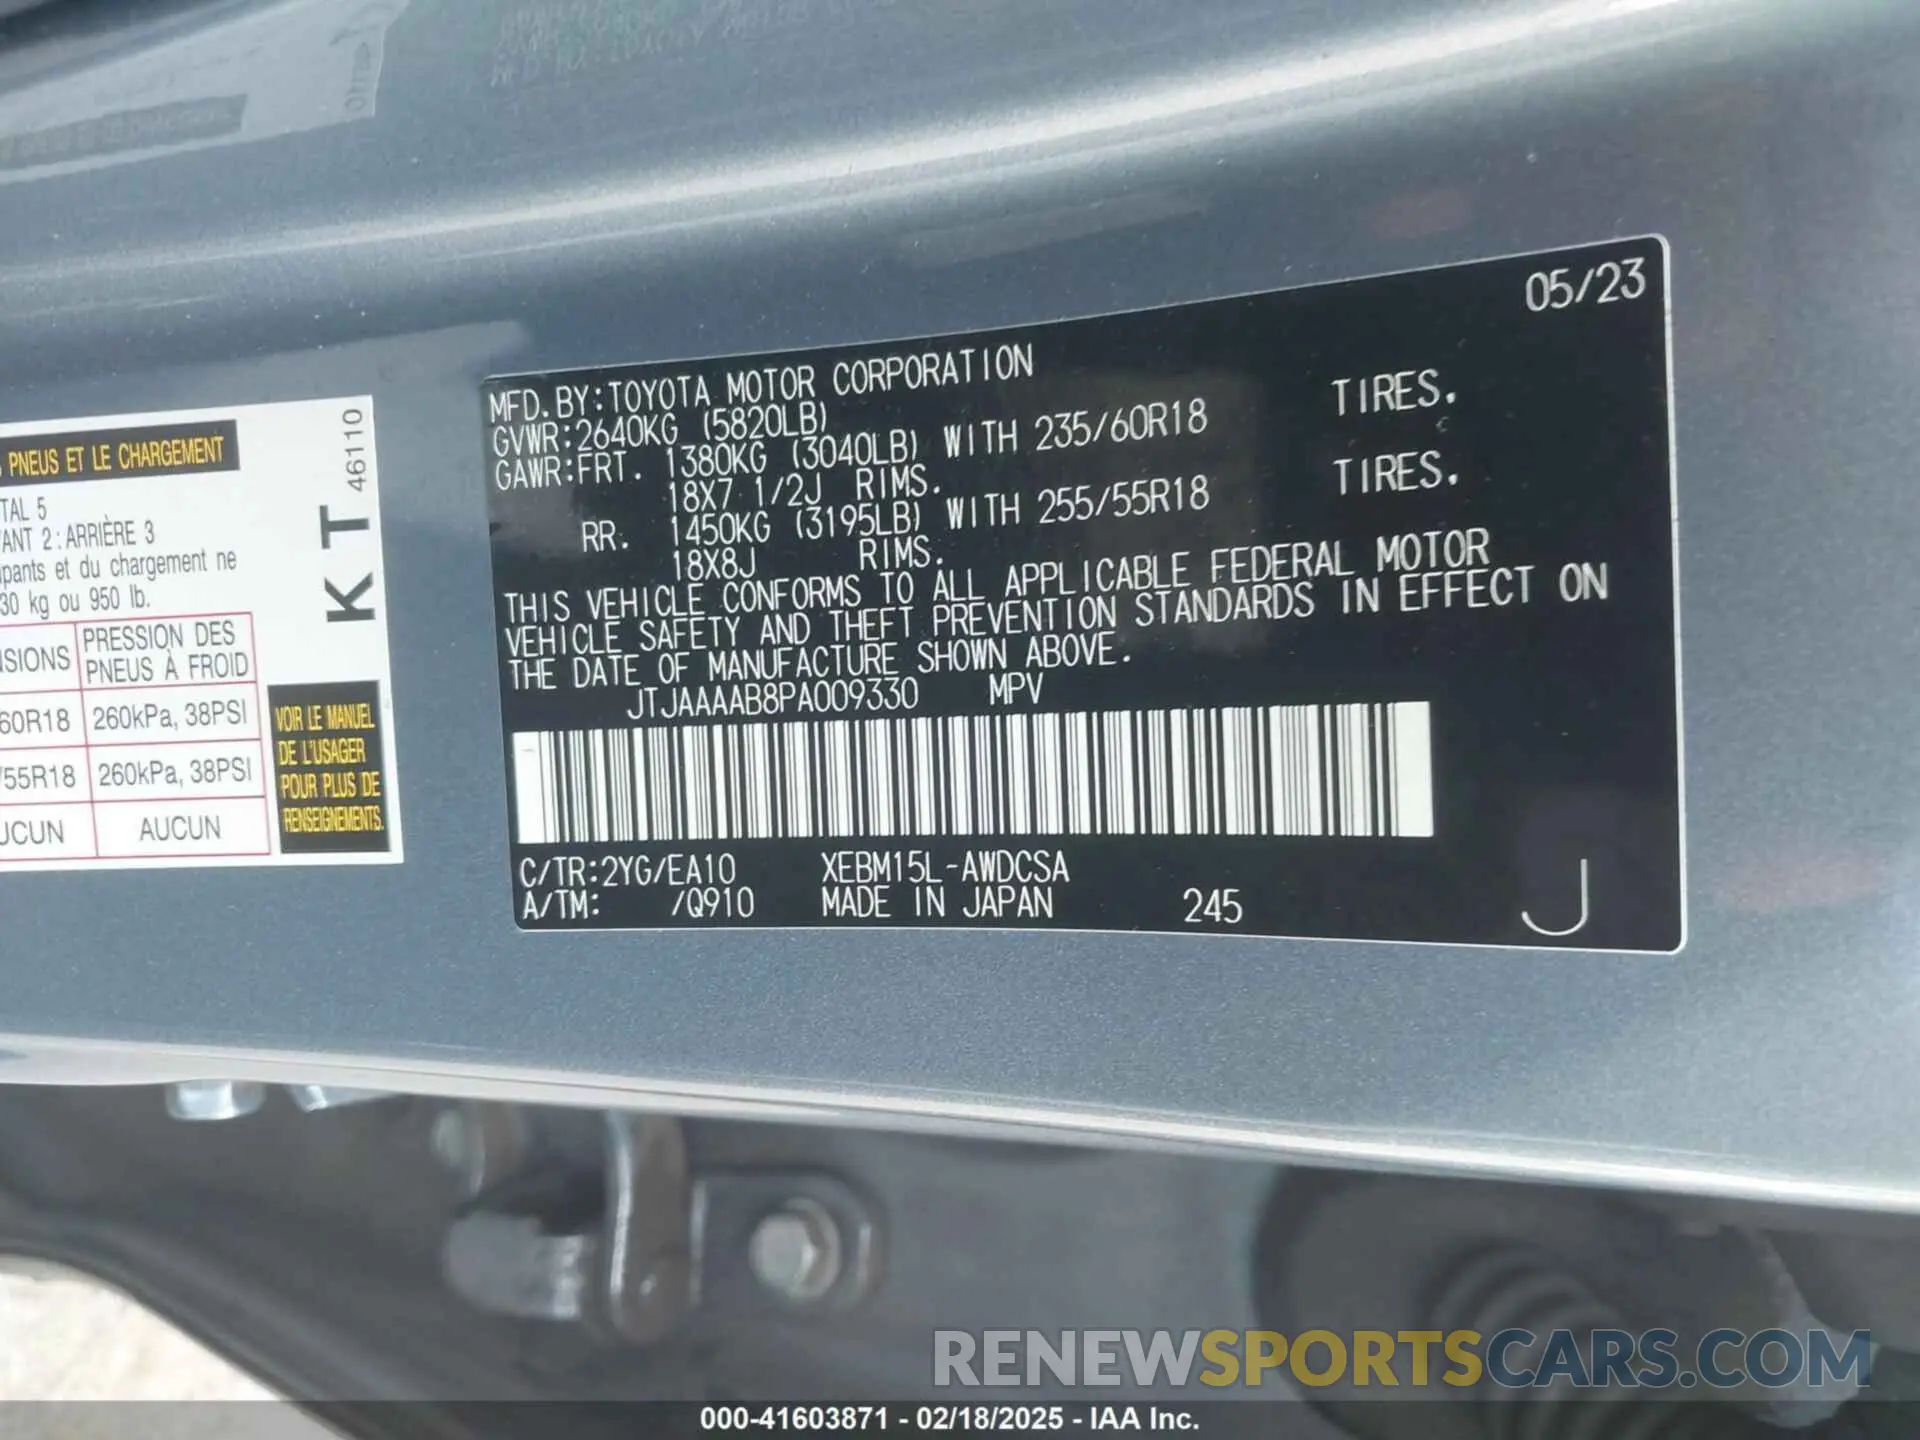 PNEUS ET LE CHARGEMENT
TAL 5
ANT 2 : ARRIÈRE 3
pants et du chargement ne
30 kg ou 950 lb.
SIONS PRESSION DES PNEUS À FROID
60R18 260kPa, 38PSI
/55R18 260kPa, 38PSI
UCUN AUCUN
KT 46110
VOIR LE MANUEL
DE L'USAGER
POUR PLUS DE
RENSEIGNEMENTS.
05/23
MFD. BY: TOYOTA MOTOR CORPORATION
GVWR: 2640KG (5820LB)
GAWR: FRT. 1380KG (3040LB) WITH 235/60R18 TIRES.
18X7 1/2J RIMS.
RR. 1450KG (3195LB) WITH 255/55R18 TIRES.
18X8J RIMS.
THIS VEHICLE CONFORMS TO ALL APPLICABLE FEDERAL MOTOR
VEHICLE SAFETY AND THEFT PREVENTION STANDARDS IN EFFECT ON
THE DATE OF MANUFACTURE SHOWN ABOVE.
JTJAAAAB8PA009330 MPV
C/TR: 2YG/EA10 XEBM15L-AWDCSA
A/TM: /Q910 MADE IN JAPAN 245 J
RENEWSPORTSCARS.COM
000-41603871 - 02/18/2025 - IAA Inc.